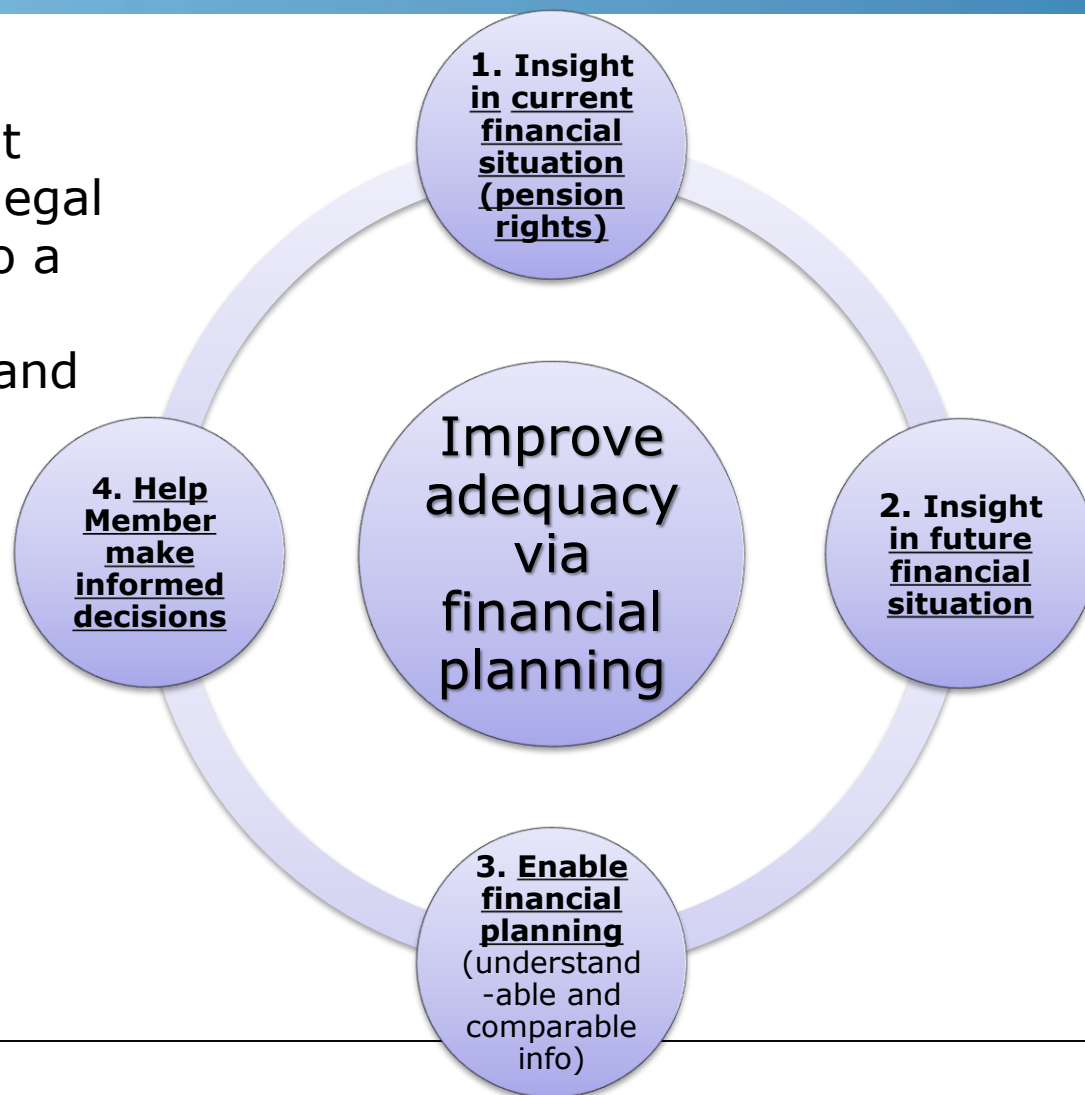 egal
and
1. Insight
in current
financial
situation
(pension
rights)
Improve
adequacy
via
financial
planning
2. Insight
in future
financial
situation
3. Enable
financial
planning
(understand
-able and
comparable
info)
4. Help
Member
make
informed
decisions